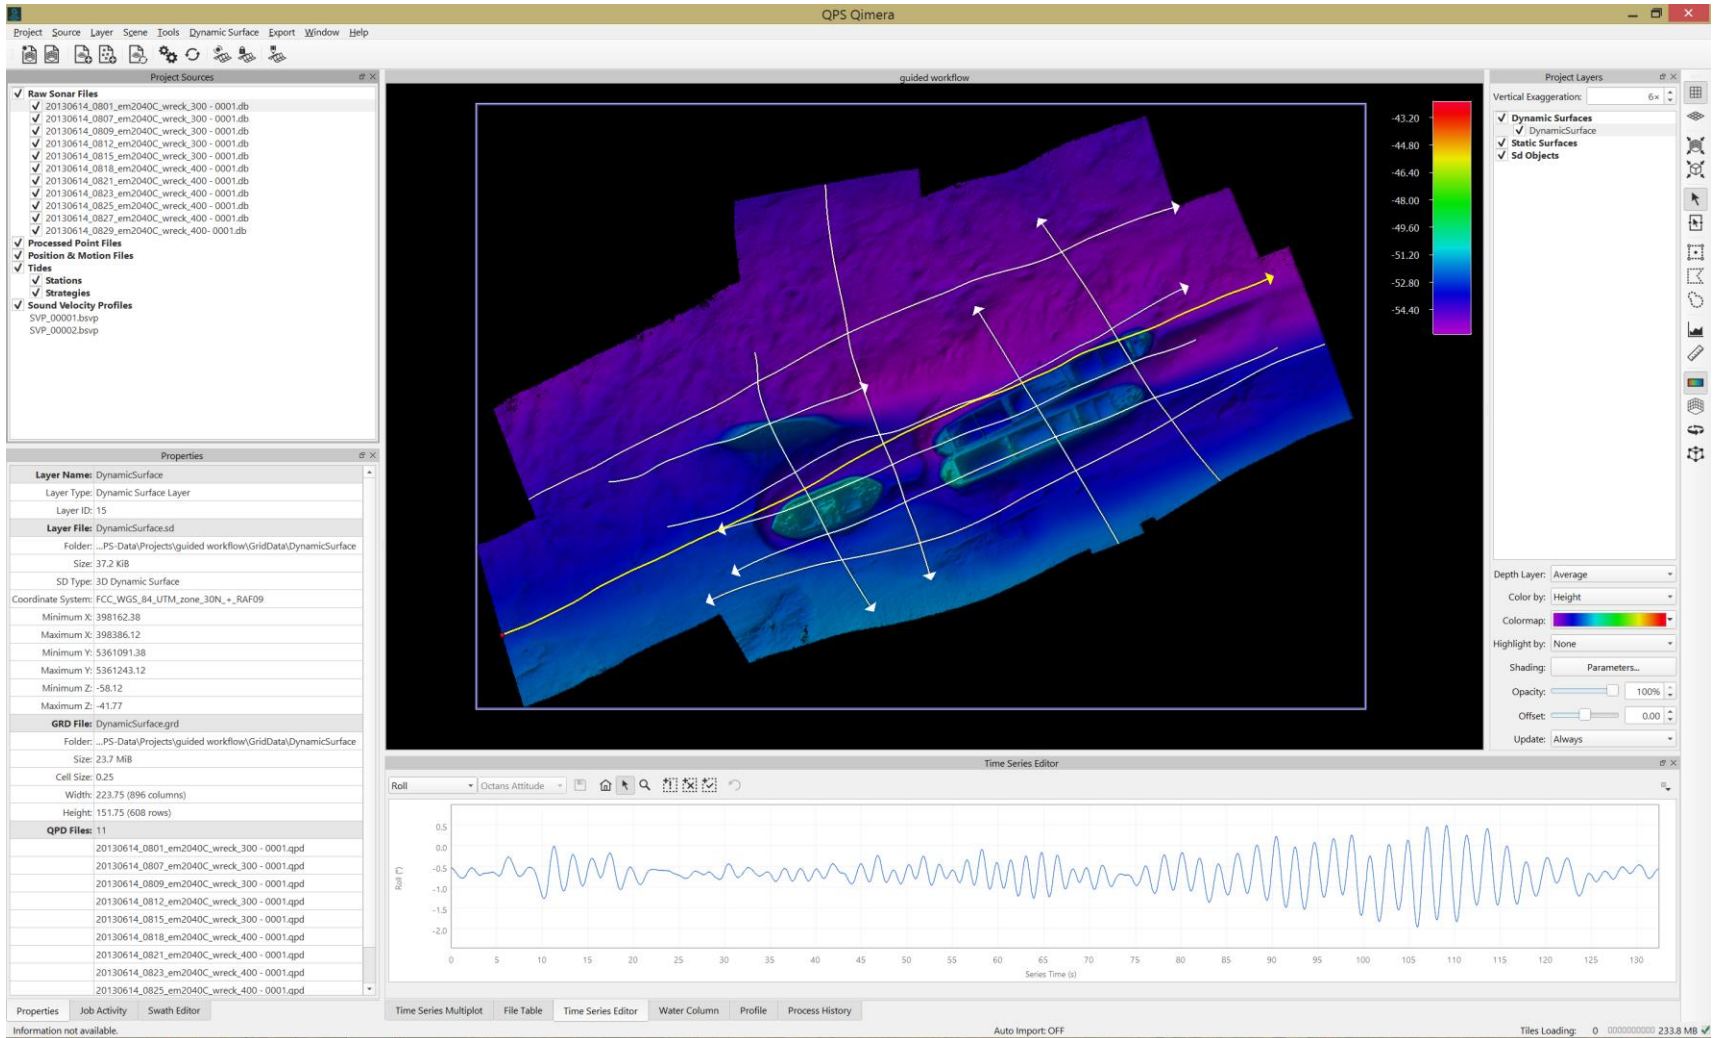 QPS Qimera
Project Source Layer Scene Tools Dynamic Surface Export Window Help
Project Sources
Raw Sonar Files
20130614_0801_em2040C_wreck_300 - 0001.db
20130614_0807_em2040C_wreck_300 - 0001.db
20130614_0809_em2040C_wreck_300 - 0001.db
20130614_0812_em2040C_wreck_300 - 0001.db
20130614_0815_em2040C_wreck_300 - 0001.db
20130614_0818_em2040C_wreck_400 - 0001.db
20130614_0821_em2040C_wreck_400 - 0001.db
20130614_0823_em2040C_wreck_400 - 0001.db
20130614_0825_em2040C_wreck_400 - 0001.db
20130614_0827_em2040C_wreck_400 - 0001.db
20130614_0829_em2040C_wreck_400- 0001.db
Processed Point Files
Position & Motion Files
Tides
Stations
Strategies
Sound Velocity Profiles
SVP_00001.bsvp
SVP_00002.bsvp
Properties
Layer Name: DynamicSurface
Layer Type: Dynamic Surface Layer
Layer ID: 15
Layer File: DynamicSurface.sd
Folder: ...PS-Data\Projects\guided workflow\GridData\DynamicSurface
Size: 37.2 KiB
SD Type: 3D Dynamic Surface
Coordinate System: FCC_WGS_84_UTM_zone_30N_+_RAF09
Minimum X: 398162.38
Maximum X: 398386.12
Minimum Y: 5361091.38
Maximum Y: 5361243.12
Minimum Z: -58.12
Maximum Z: -41.77
GRD File: DynamicSurface.grd
Folder: ...PS-Data\Projects\guided workflow\GridData\DynamicSurface
Size: 23.7 MiB
Cell Size: 0.25
Width: 223.75 (896 columns)
Height: 151.75 (608 rows)
QPD Files: 11
20130614_0801_em2040C_wreck_300 - 0001.qpd
20130614_0807_em2040C_wreck_300 - 0001.qpd
20130614_0809_em2040C_wreck_300 - 0001.qpd
20130614_0812_em2040C_wreck_300 - 0001.qpd
20130614_0815_em2040C_wreck_300 - 0001.qpd
20130614_0818_em2040C_wreck_400 - 0001.qpd
20130614_0821_em2040C_wreck_400 - 0001.qpd
20130614_0823_em2040C_wreck_400 - 0001.qpd
20130614_0825_em2040C_wreck_400 - 0001.qpd
Properties Job Activity Swath Editor
Information not available.
guided workflow
-43.20
-44.80
-46.40
-48.00
-49.60
-51.20
-52.80
-54.40
Time Series Editor
Roll Octans Attitude
0.5
0.0
-0.5
-1.0
-1.5
-2.0
Roll (°)
0 5 10 15 20 25 30 35 40 45 50 55 60 65 70 75 80 85 90 95 100 105 110 115 120 125 130
Series Time (s)
Time Series Multiplot File Table Time Series Editor Water Column Profile Process History
Auto Import: OFF
Project Layers
Vertical Exaggeration: 6×
Dynamic Surfaces
DynamicSurface
Static Surfaces
Sd Objects
Depth Layer: Average
Color by: Height
Colormap:
Highlight by: None
Shading: Parameters...
Opacity: 100%
Offset: 0.00
Update: Always
Tiles Loading: 0 0000000000 233.8 MB